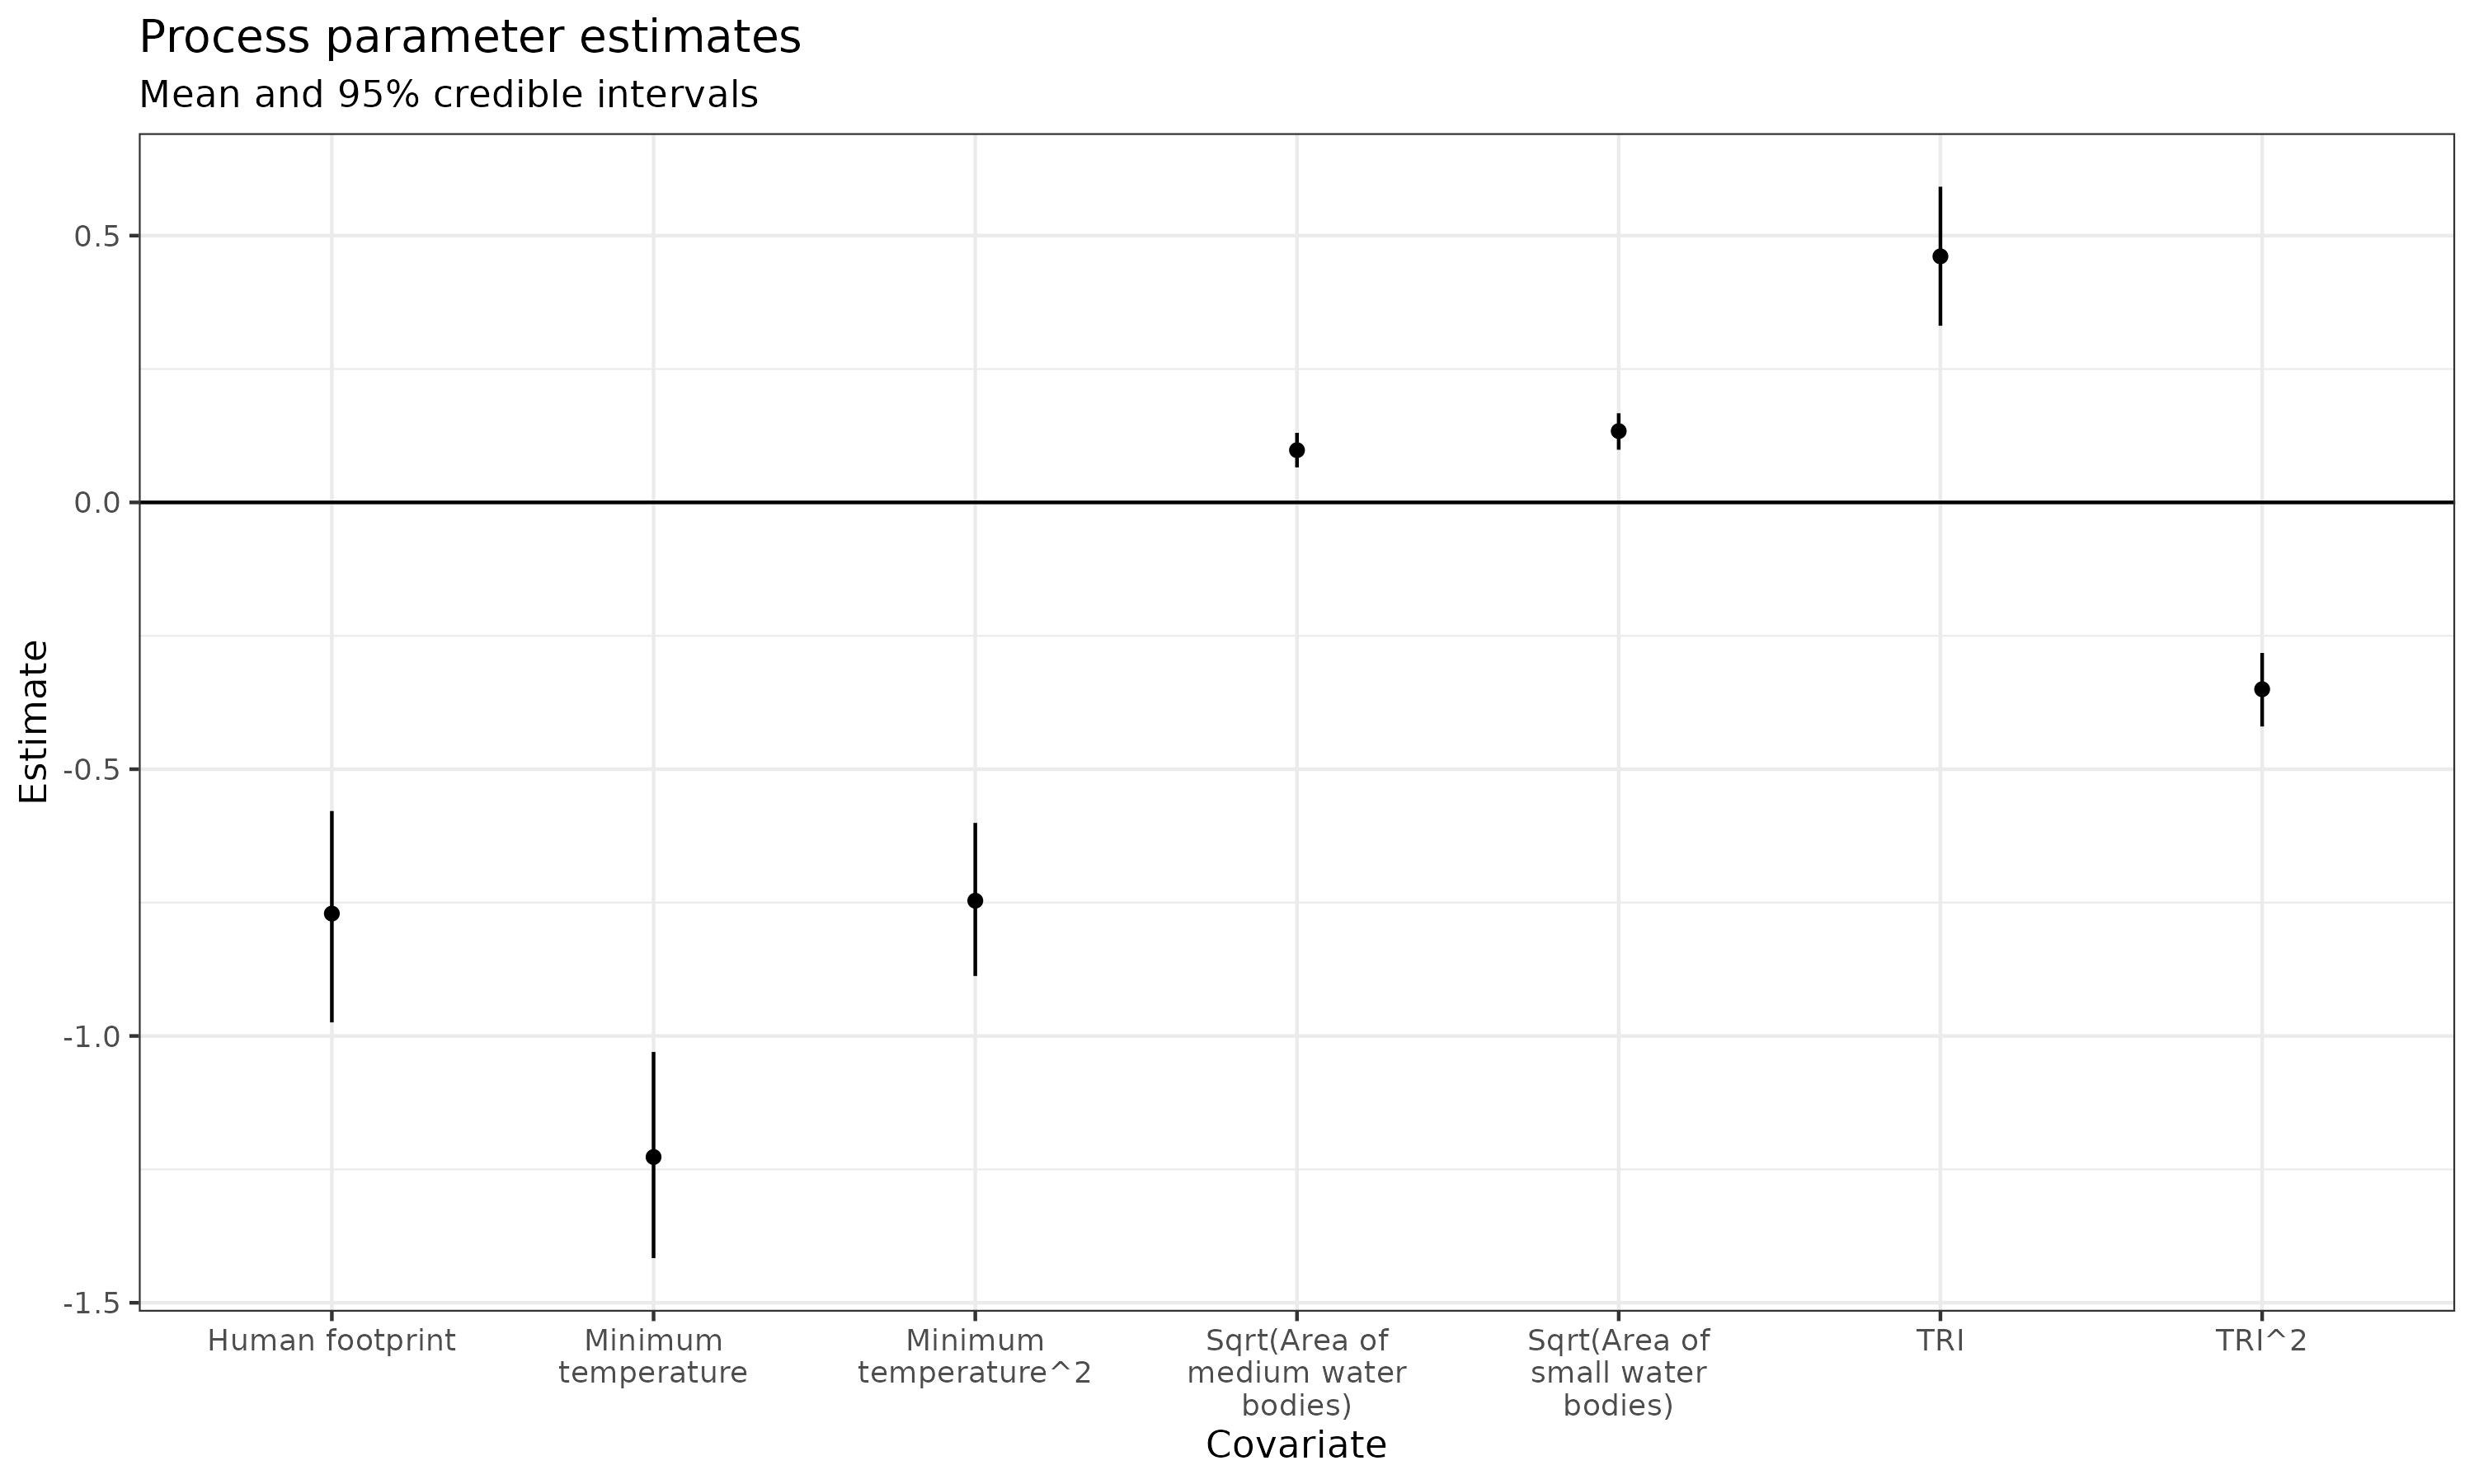 Process parameter estimates
Mean and 95% credible intervals
Estimate
0.5
0.0
-0.5
-1.0
-1.5
Human footprint
Minimum
temperature
Minimum
temperature^2
Sqrt(Area of
medium water
bodies)
Sqrt(Area of
small water
bodies)
TRI
TRI^2
Covariate